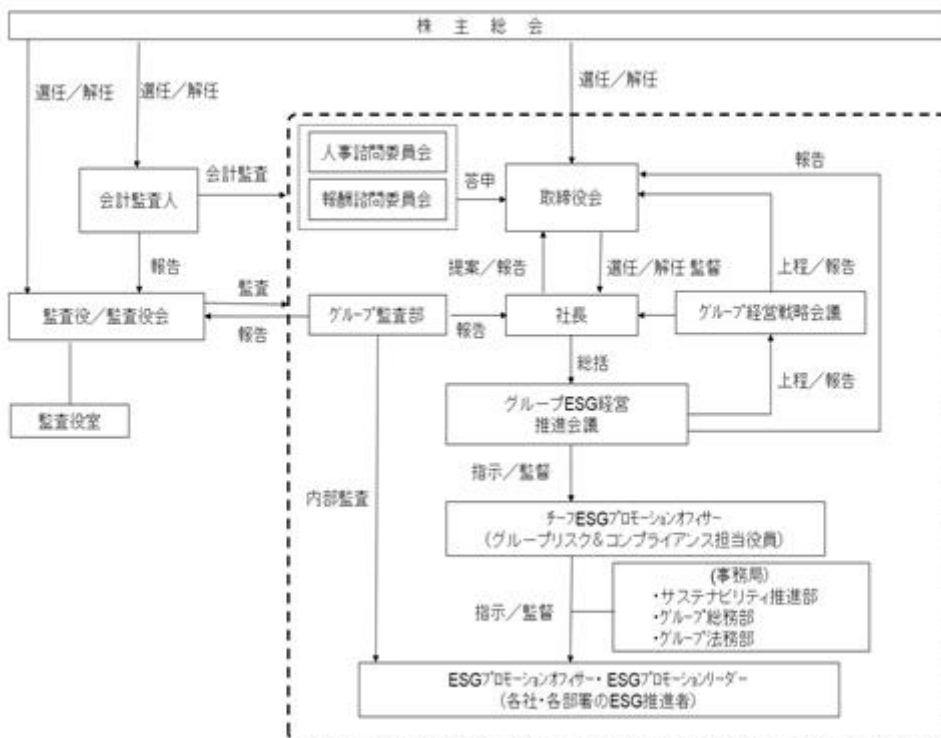 株主総会
選任／解任
選任／解任
選任／解任
人事諮問委員会
報酬諮問委員会
会計監査
答申
報告
会計監査人
取締役会
報告
提案／報告
選任／解任 監督
上程／報告
監査
監査役／監査役会
報告
グループ監査部
報告
社長
グループ経営戦略会議
総括
上程／報告
監査役室
グループESG経営
推進会議
指示／監督
内部監査
チーフESGプロモーションオフィサー
（グループリスク＆コンプライアンス担当役員）
(事務局)
・サステナビリティ推進部
・グループ総務部
・グループ法務部
指示／監督
ESGプロモーションオフィサー・ESGプロモーションリーダー
（各社・各部署のESG推進者）